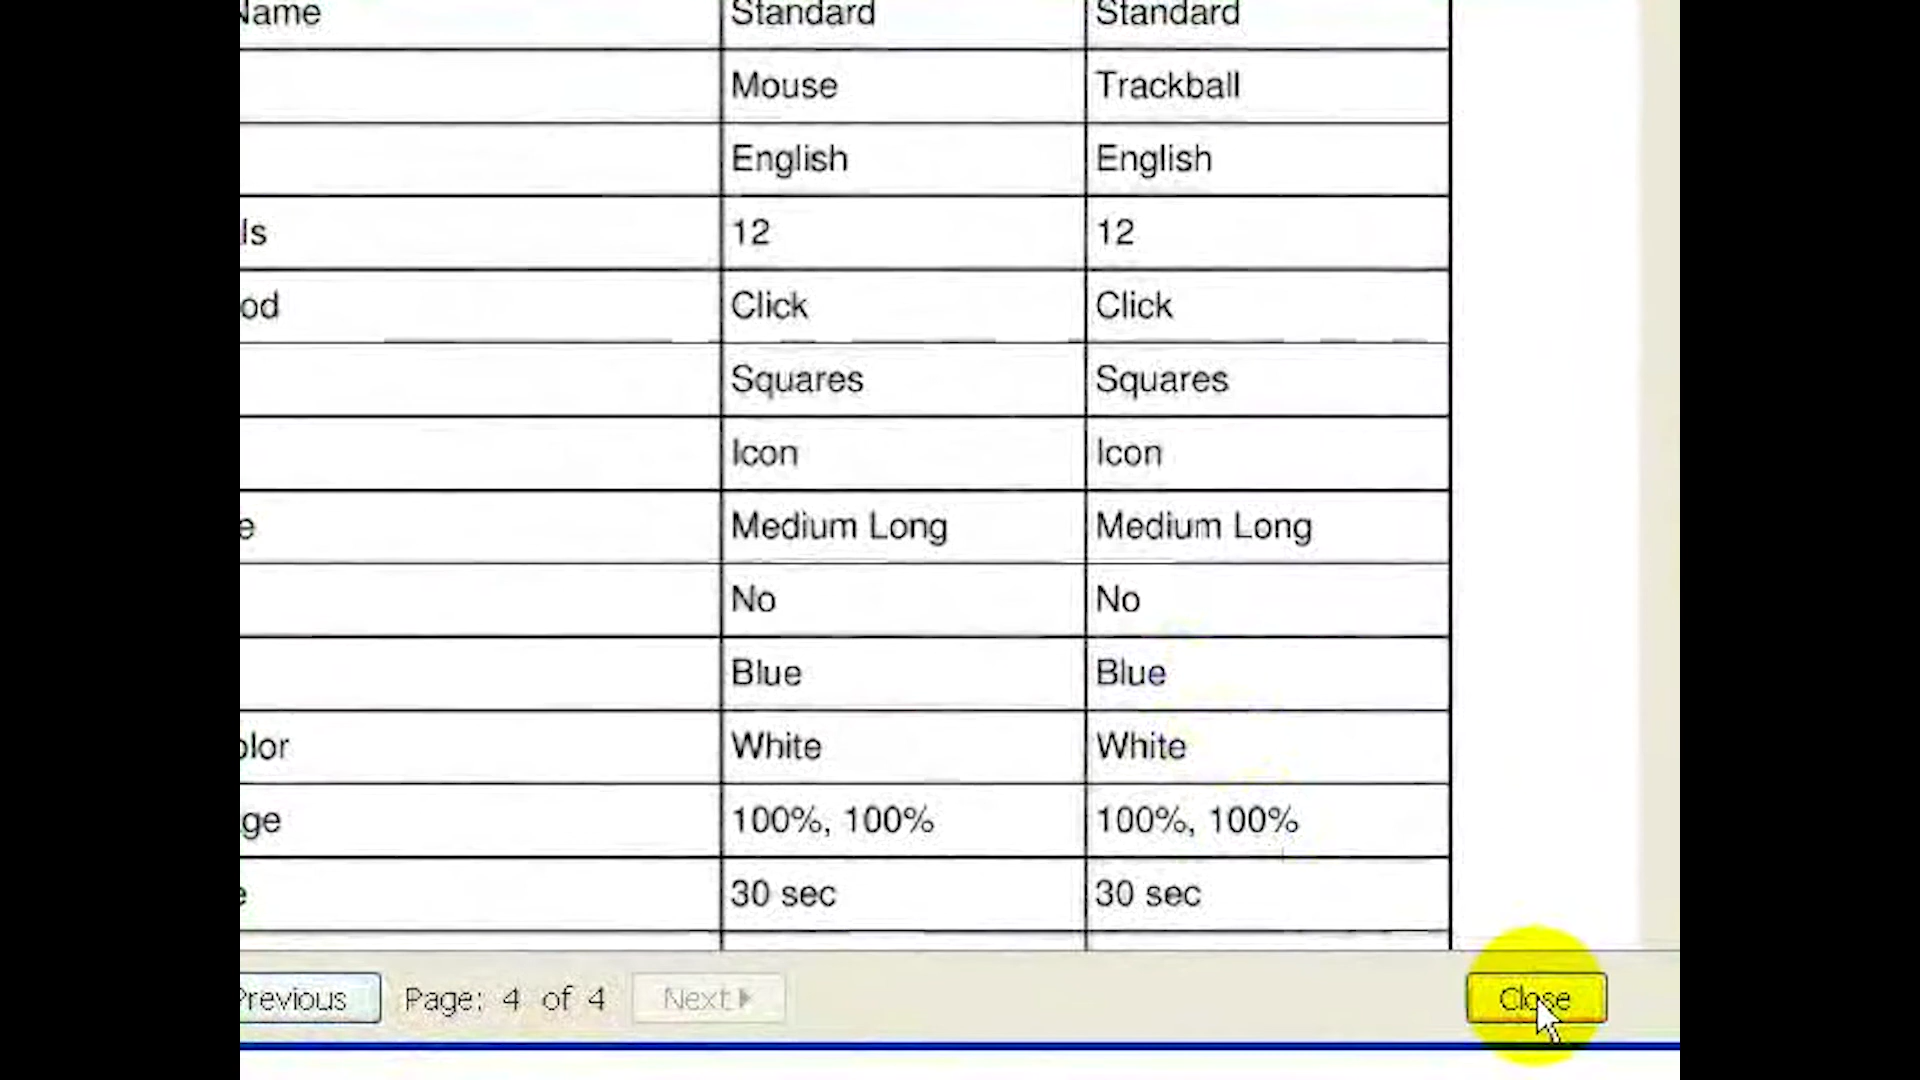 Name Standard Standard
Mouse Trackball
English English
ls 12 12
od Click Click
Squares Squares
Icon Icon
e Medium Long Medium Long
No No
Blue Blue
olor White White
ge 100%, 100% 100%, 100%
e 30 sec 30 sec
Previous Page: 4 of 4 Next Close